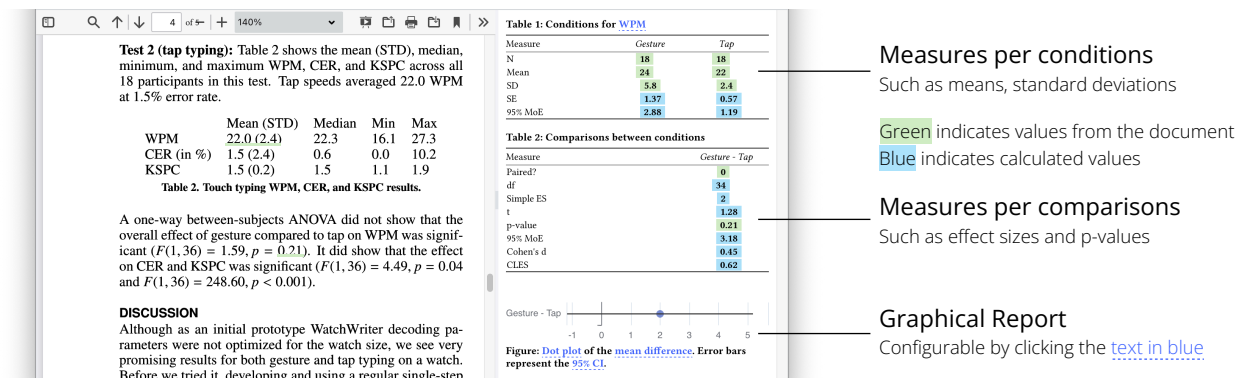 4 of 5 140%
Test 2 (tap typing): Table 2 shows the mean (STD), median,
minimum, and maximum WPM, CER, and KSPC across all
18 participants in this test. Tap speeds averaged 22.0 WPM
at 1.5% error rate.
Mean (STD) Median Min Max
WPM 22.0 (2.4) 22.3 16.1 27.3
CER (in %) 1.5 (2.4) 0.6 0.0 10.2
KSPC 1.5 (0.2) 1.5 1.1 1.9
Table 2. Touch typing WPM, CER, and KSPC results.
A one-way between-subjects ANOVA did not show that the
overall effect of gesture compared to tap on WPM was signif-
icant (F(1, 36) = 1.59, p = 0.21). It did show that the effect
on CER and KSPC was significant (F(1, 36) = 4.49, p = 0.04
and F(1, 36) = 248.60, p < 0.001).
DISCUSSION
Although as an initial prototype WatchWriter decoding pa-
rameters were not optimized for the watch size, we see very
promising results for both gesture and tap typing on a watch.
Before we tried it, developing and using a regular single-step
Table 1: Conditions for WPM
Measure Gesture Tap
N 18 18
Mean 24 22
SD 5.8 2.4
SE 1.37 0.57
95% MoE 2.88 1.19
Table 2: Comparisons between conditions
Measure Gesture - Tap
Paired? 0
df 34
Simple ES 2
t 1.28
p-value 0.21
95% MoE 3.18
Cohen's d 0.45
CLES 0.62
Gesture - Tap
-1 0 1 2 3 4 5
Figure: Dot plot of the mean difference. Error bars
represent the 95% CI.
Measures per conditions
Such as means, standard deviations
Green indicates values from the document
Blue indicates calculated values
Measures per comparisons
Such as effect sizes and p-values
Graphical Report
Configurable by clicking the text in blue